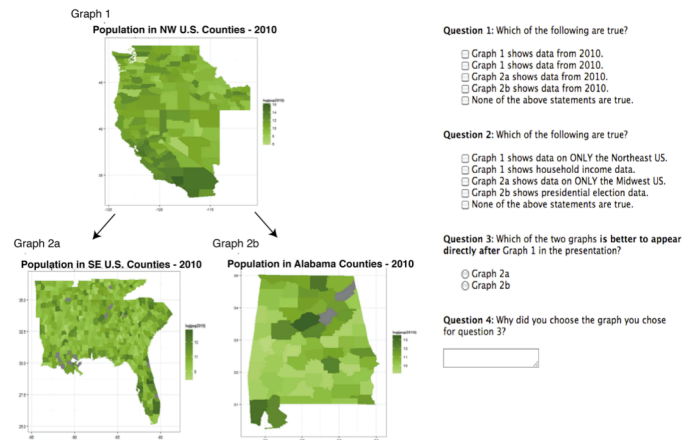 Graph 1
Population in NW U.S. Counties - 2010
Graph 2a
Graph 2b
Population in SE U.S. Counties - 2010
Population in Alabama Counties - 2010
Question 1: Which of the following are true?
Graph 1 shows data from 2010.
Graph 1 shows data from 2010.
Graph 2a shows data from 2010.
Graph 2b shows data from 2010.
None of the above statements are true.
Question 2: Which of the following are true?
Graph 1 shows data on ONLY the Northeast US.
Graph 1 shows household income data.
Graph 2a shows data on ONLY the Midwest US.
Graph 2b shows presidential election data.
None of the above statements are true.
Question 3: Which of the two graphs is better to appear
directly after Graph 1 in the presentation?
Graph 2a
Graph 2b
Question 4: Why did you choose the graph you chose
for question 3?